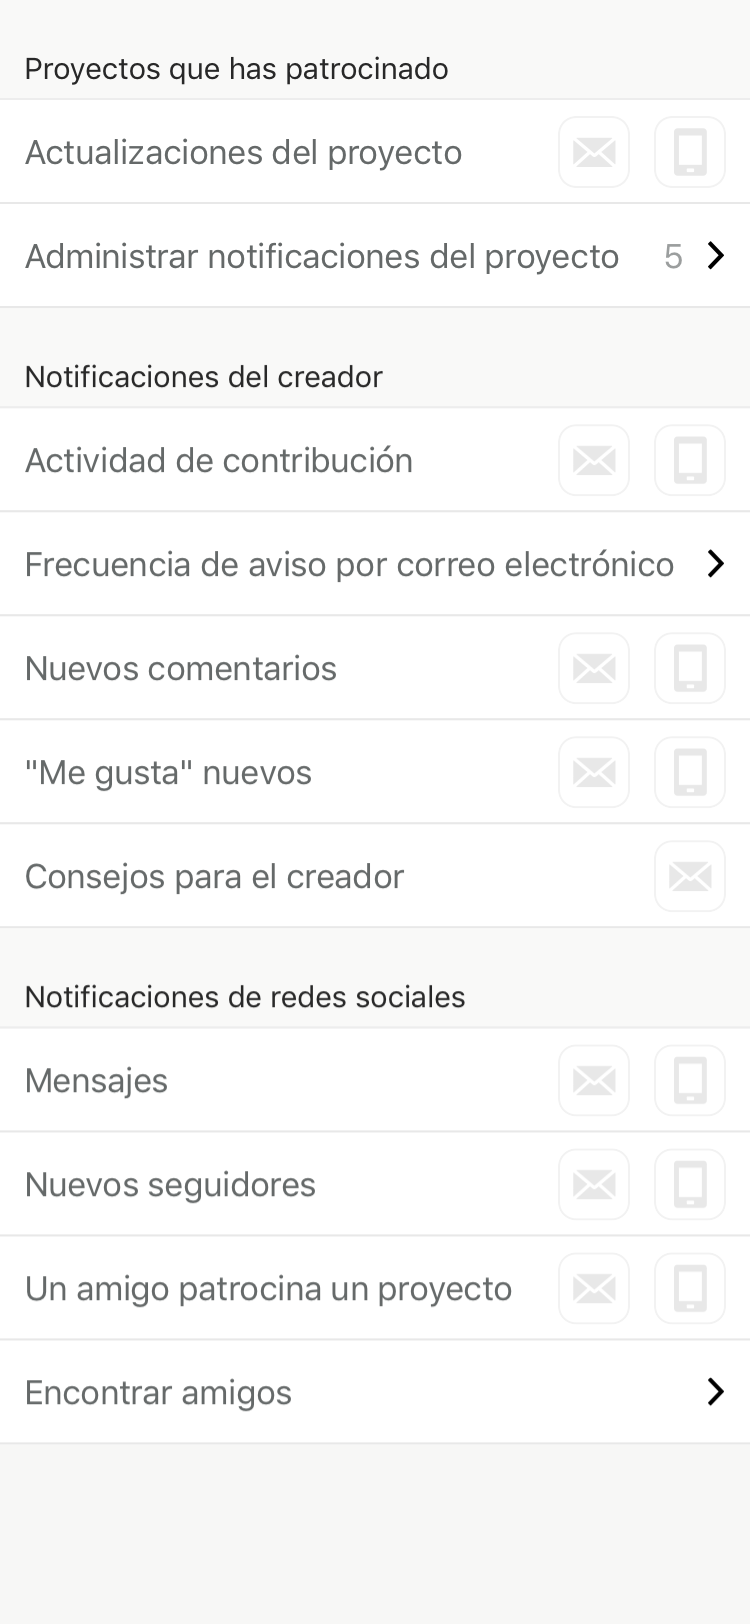 Proyectos que has patrocinado
Actualizaciones del proyecto
Administrar notificaciones del proyecto 5
Notificaciones del creador
Actividad de contribución
Frecuencia de aviso por correo electrónico
Nuevos comentarios
"Me gusta" nuevos
Consejos para el creador
Notificaciones de redes sociales
Mensajes
Nuevos seguidores
Un amigo patrocina un proyecto
Encontrar amigos